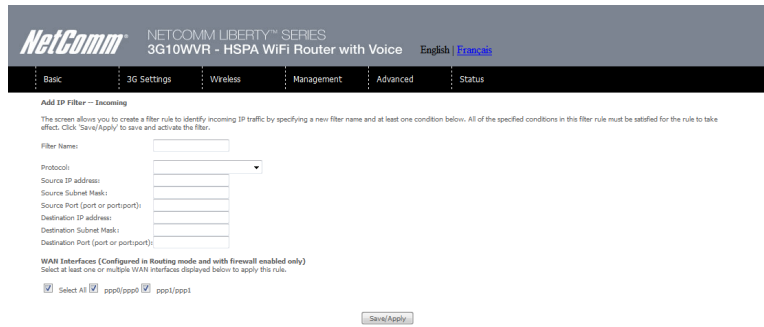 NetComm®
NETCOMM LIBERTY™ SERIES
3G10WVR - HSPA WiFi Router with Voice
English | Français
Basic
3G Settings
Wireless
Management
Advanced
Status
Add IP Filter -- Incoming
The screen allows you to create a filter rule to identify incoming IP traffic by specifying a new filter name and at least one condition below. All of the specified conditions in this filter rule must be satisfied for the rule to take
effect. Click 'Save/Apply' to save and activate the filter.
Filter Name:
Protocol:
Source IP address:
Source Subnet Mask:
Source Port (port or port:port):
Destination IP address:
Destination Subnet Mask:
Destination Port (port or port:port):
WAN Interfaces (Configured in Routing mode and with firewall enabled only)
Select at least one or multiple WAN interfaces displayed below to apply this rule.
Select All ppp0/ppp0 ppp1/ppp1
Save/Apply